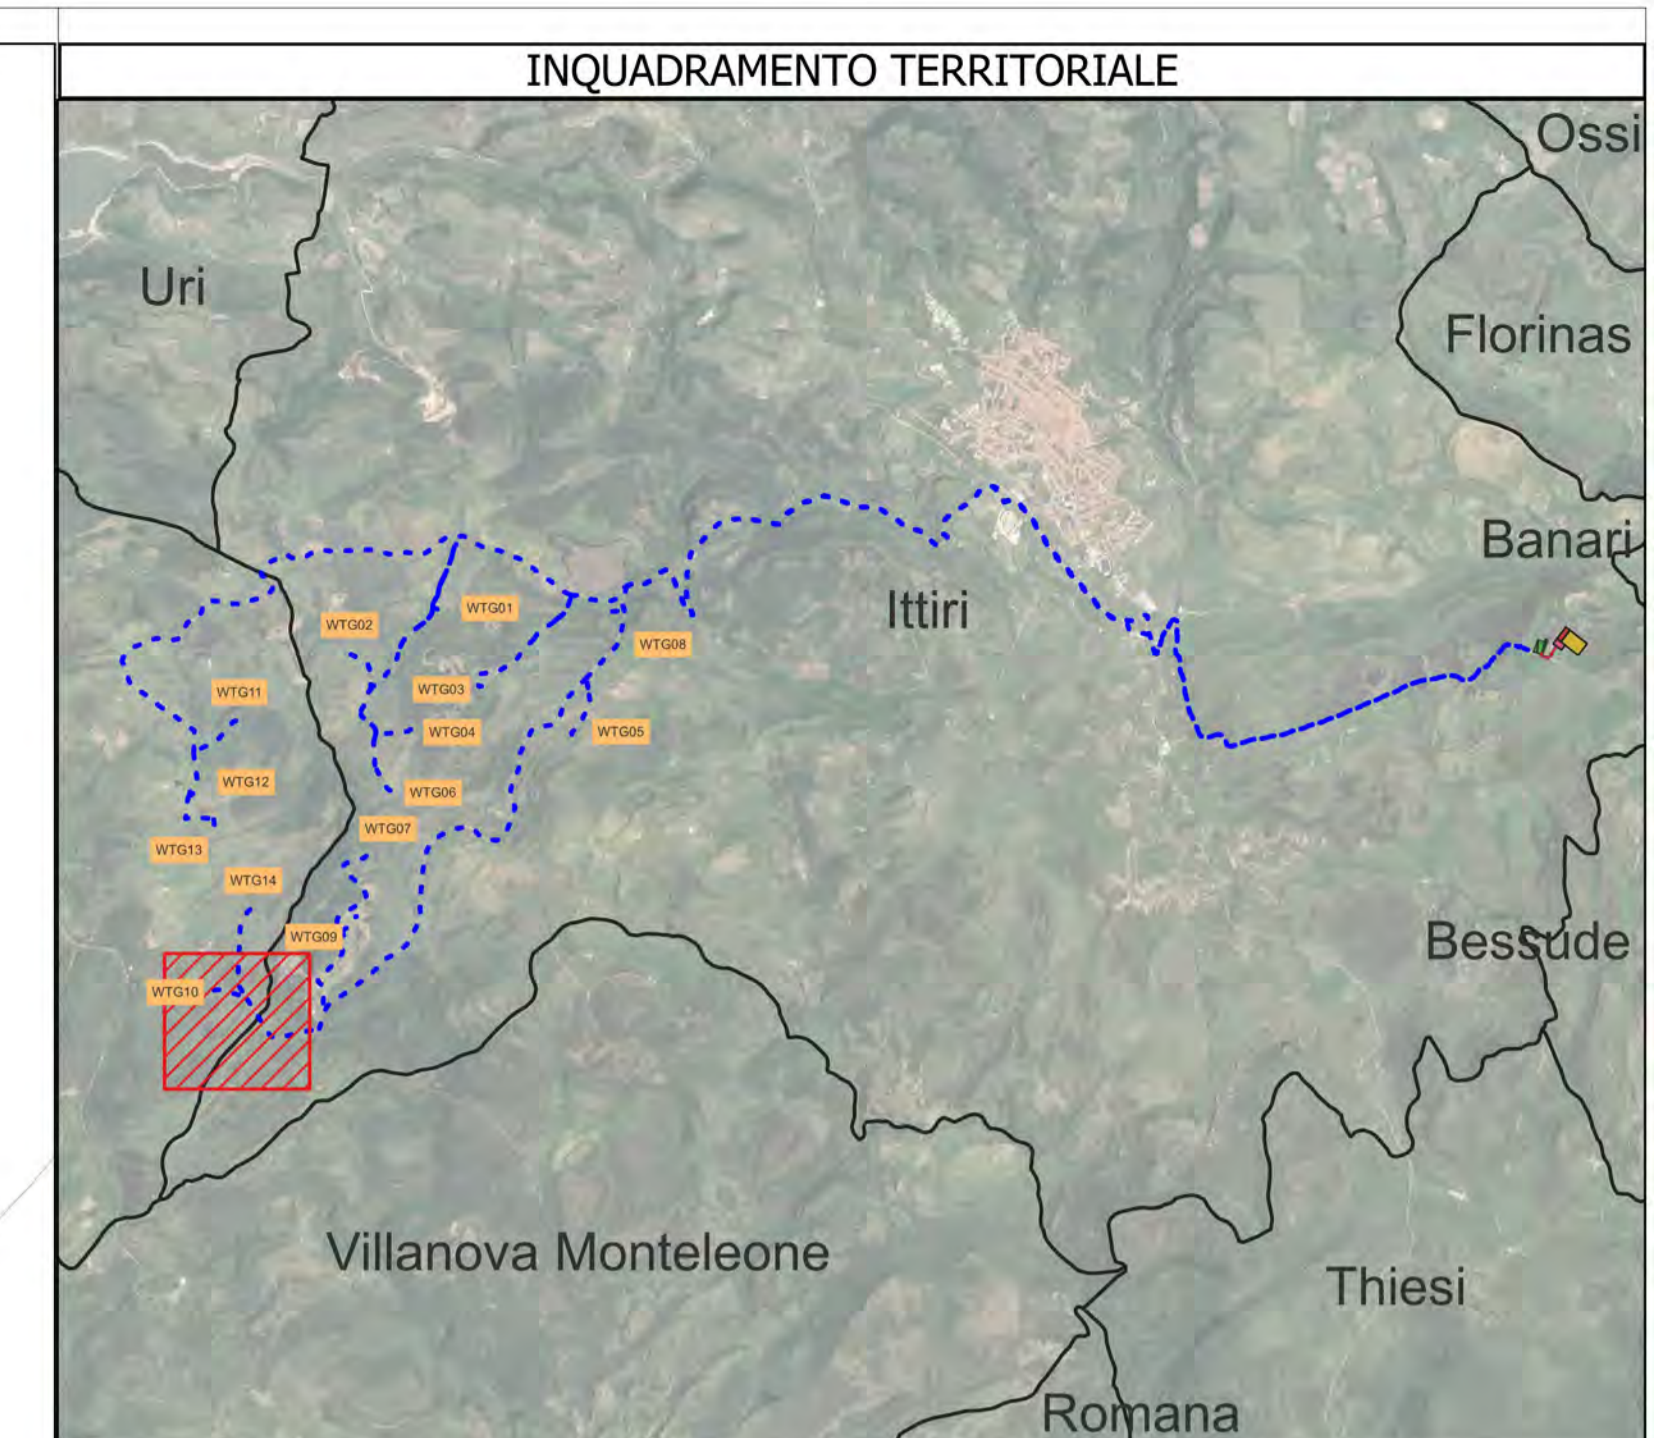 INQUADRAMENTO TERRITORIALE
Ossi
Uri
Florinas
Banari
WTG01
Ittiri
WTG02
WTG08
WTG03
WTG11
WTG04
WTG05
WTG12
WTG06
WTG07
WTG13
WTG14
WTG09
Bessude
WTG10
Villanova Monteleone
Thiesi
Romana